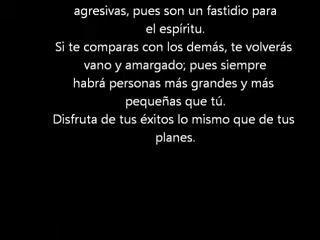 agresivas, pues son un fastidio para
el espíritu.
Si te comparas con los demás, te volverás
vano y amargado; pues siempre
habrá personas más grandes y más
pequeñas que tú.
Disfruta de tus éxitos lo mismo que de tus
planes.